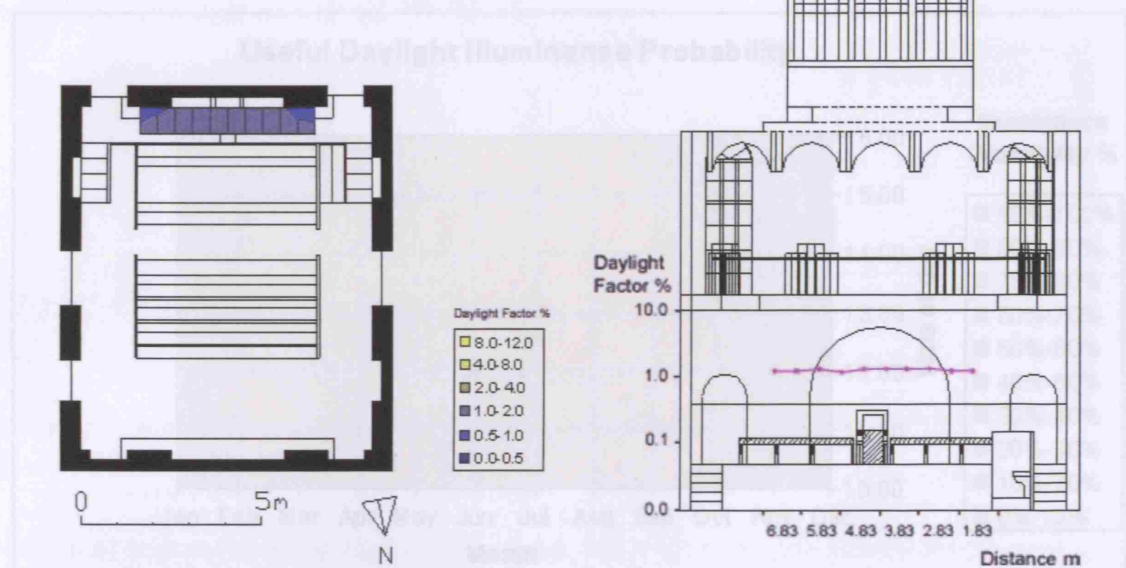 Useful Daylight Illuminanse Probability
Daylight Factor %
8.0-12.0
4.0-8.0
2.0-4.0
1.0-2.0
0.5-1.0
0.0-0.5
0 5 m
N
Daylight
Factor %
10.0
1.0
0.1
0.0
6.83 5.83 4.83 3.83 2.83 1.83
Distance m